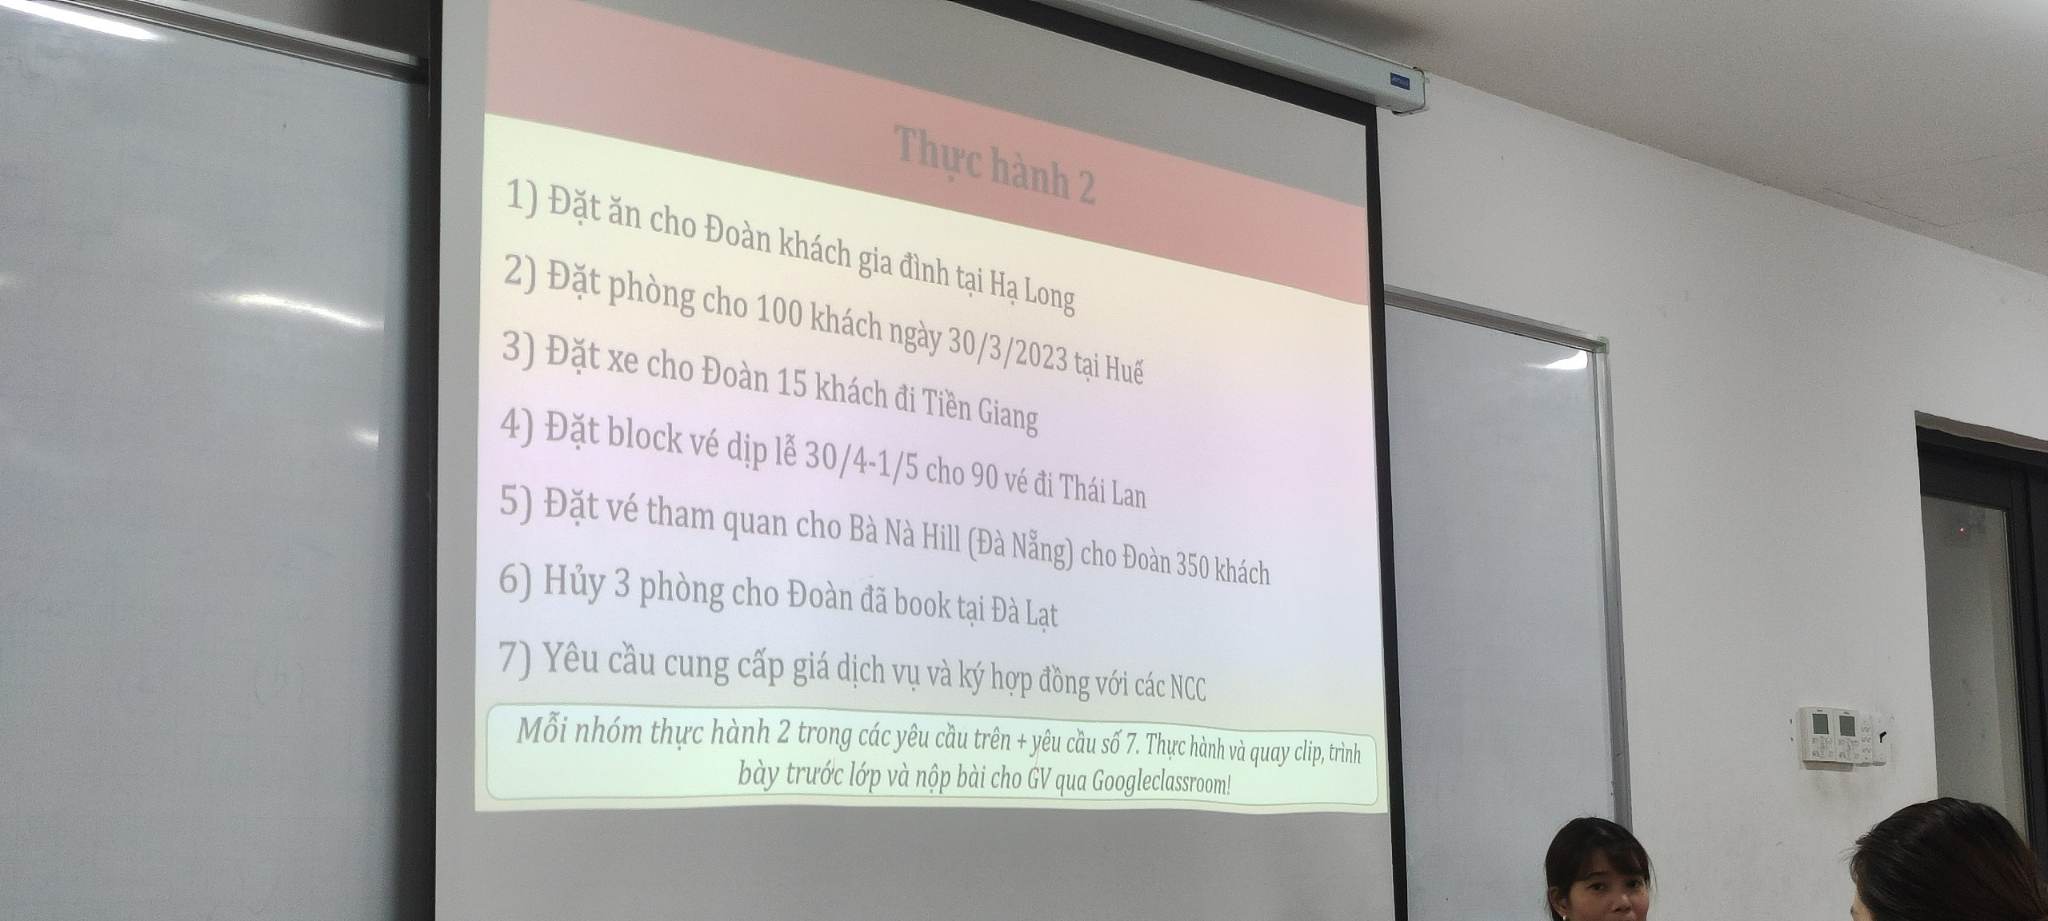 Thực hành 2
1) Đặt ăn cho Đoàn khách gia đình tại Hạ Long
2) Đặt phòng cho 100 khách ngày 30/3/2023 tại Huế
3) Đặt xe cho Đoàn 15 khách đi Tiền Giang
4) Đặt block vé dịp lễ 30/4-1/5 cho 90 vé đi Thái Lan
5) Đặt vé tham quan cho Bà Nà Hill (Đà Nẵng) cho Đoàn 350 khách
6) Hủy 3 phòng cho Đoàn đã book tại Đà Lạt
7) Yêu cầu cung cấp giá dịch vụ và ký hợp đồng với các NCC
Mỗi nhóm thực hành 2 trong các yêu cầu trên + yêu cầu số 7. Thực hành và quay clip, trình
bày trước lớp và nộp bài cho GV qua Googleclassroom!